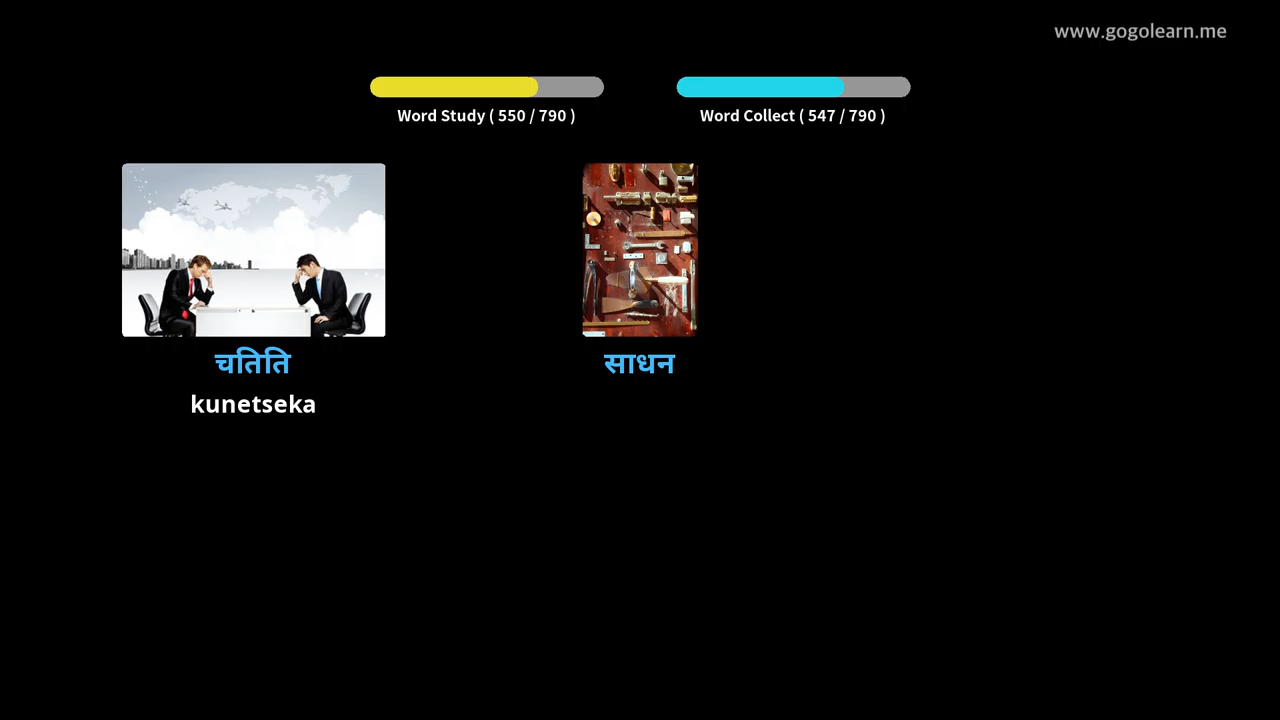 www.gogolearn.me
Word Study ( 550 / 790 )
Word Collect ( 547 / 790 )
चतिति
साधन
kunetseka